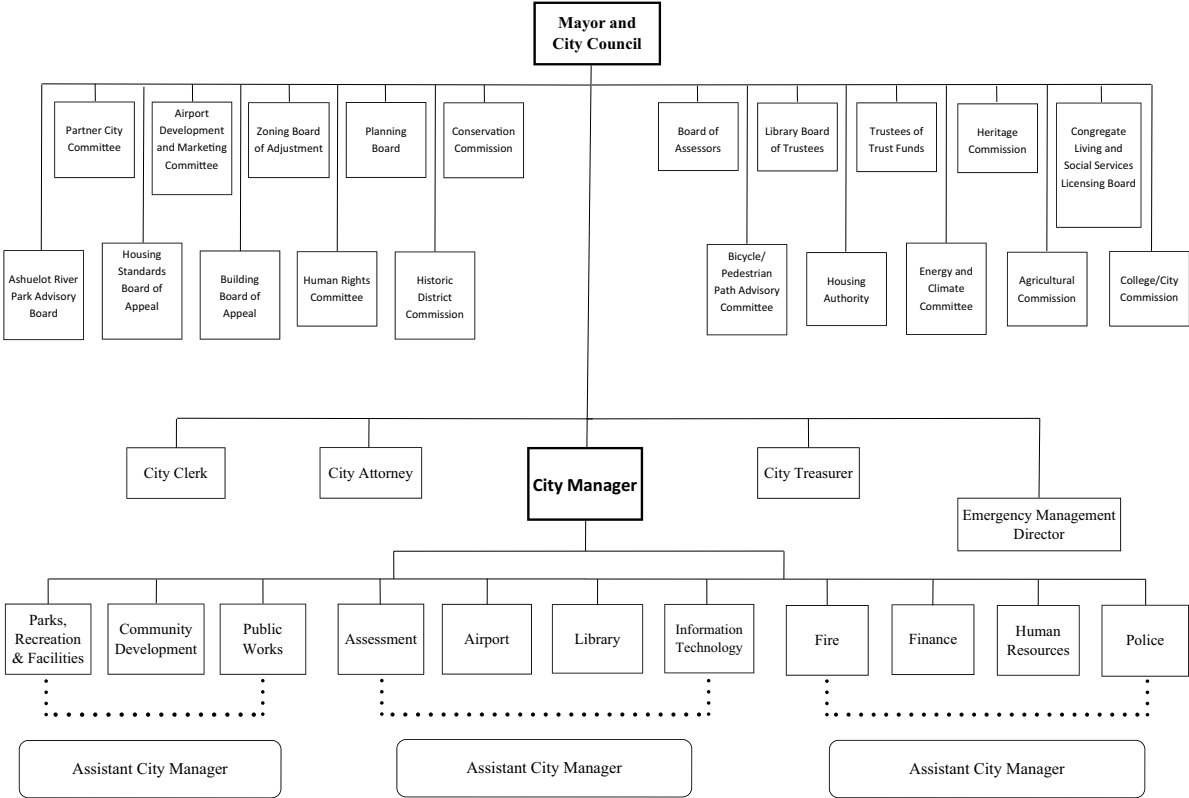 Mayor and
City Council
Partner City
Committee
Airport
Development
and Marketing
Committee
Zoning Board
of Adjustment
Planning
Board
Conservation
Commission
Board of
Assessors
Library Board
of Trustees
Trustees of
Trust Funds
Heritage
Commission
Congregate
Living and
Social Services
Licensing Board
Ashuelot River
Park Advisory
Board
Housing
Standards
Board of
Appeal
Building
Board of
Appeal
Human Rights
Committee
Historic
District
Commission
Bicycle/
Pedestrian
Path Advisory
Committee
Housing
Authority
Energy and
Climate
Committee
Agricultural
Commission
College/City
Commission
City Clerk
City Attorney
City Manager
City Treasurer
Emergency Management
Director
Parks,
Recreation
& Facilities
Community
Development
Public
Works
Assessment
Airport
Library
Information
Technology
Fire
Finance
Human
Resources
Police
Assistant City Manager
Assistant City Manager
Assistant City Manager